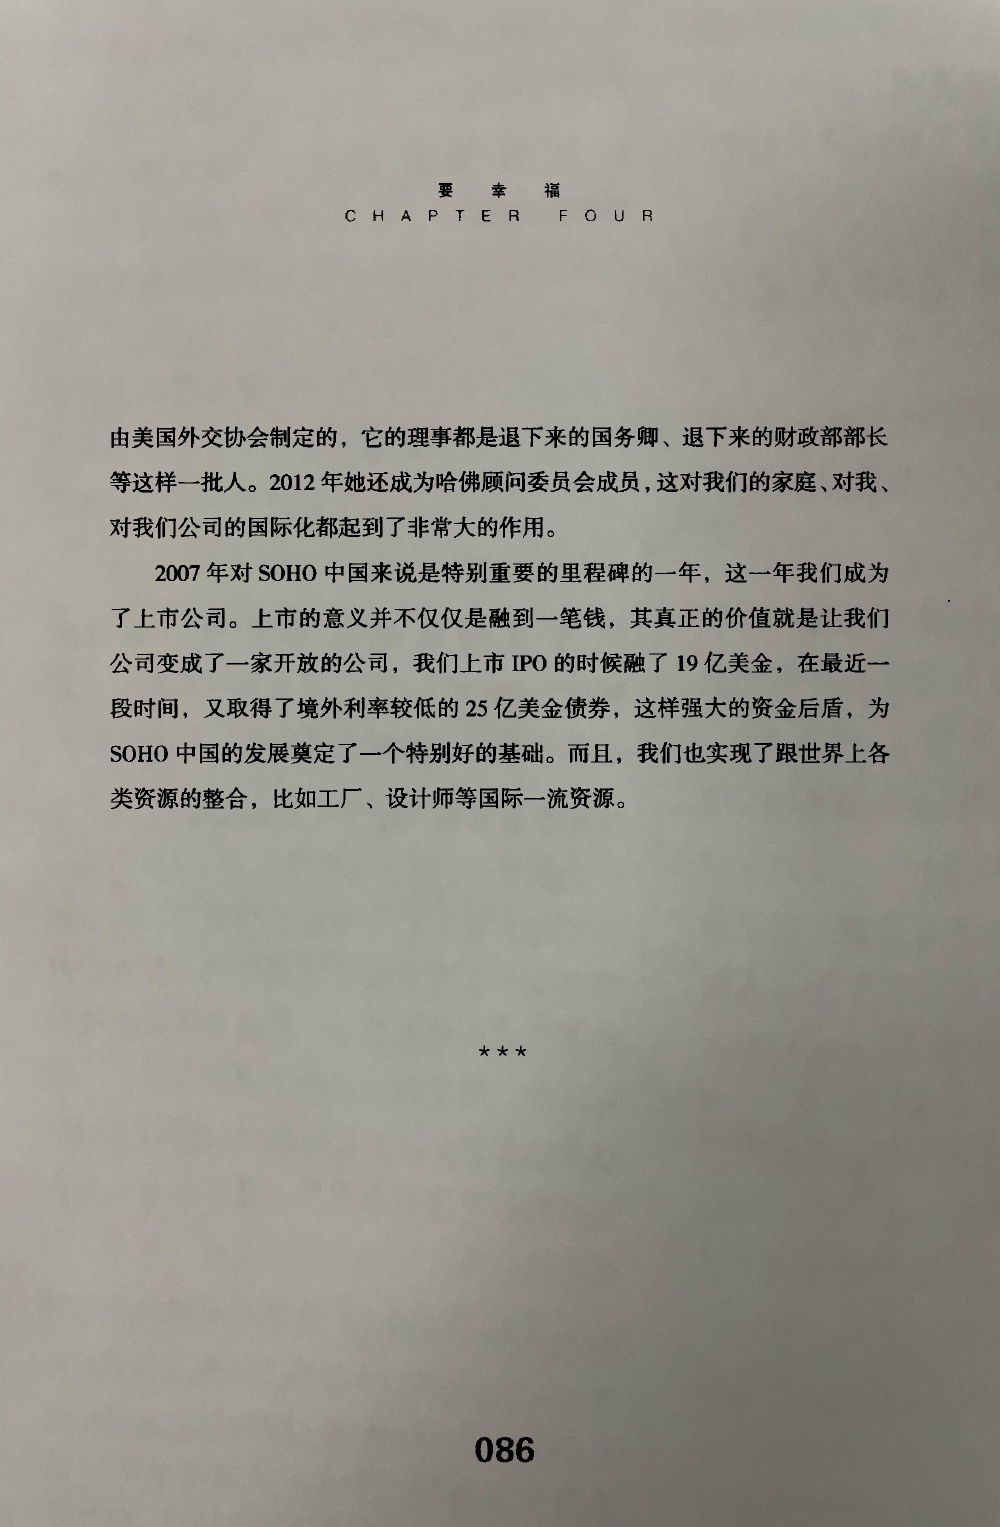 要幸福
CHAPTER FOUR
由美国外交协会制定的，它的理事都是退下来的国务卿、退下来的财政部部长
等这样一批人。2012 年她还成为哈佛顾问委员会成员，这对我们的家庭、对我、
对我们公司的国际化都起到了非常大的作用。
2007 年对 SOHO 中国来说是特别重要的里程碑的一年，这一年我们成为
了上市公司。上市的意义并不仅仅是融到一笔钱，其真正的价值就是让我们
公司变成了一家开放的公司，我们上市 IPO 的时候融了 19 亿美金，在最近一
段时间，又取得了境外利率较低的 25 亿美金债券，这样强大的资金后盾，为
SOHO 中国的发展奠定了一个特别好的基础。而且，我们也实现了跟世界上各
类资源的整合，比如工厂、设计师等国际一流资源。
***
086